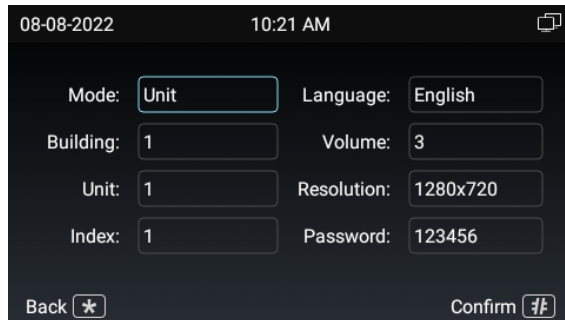 08-08-2022 10:21 AM
Mode: Unit Language: English
Building: 1 Volume: 3
Unit: 1 Resolution: 1280x720
Index: 1 Password: 123456
Back * Confirm #